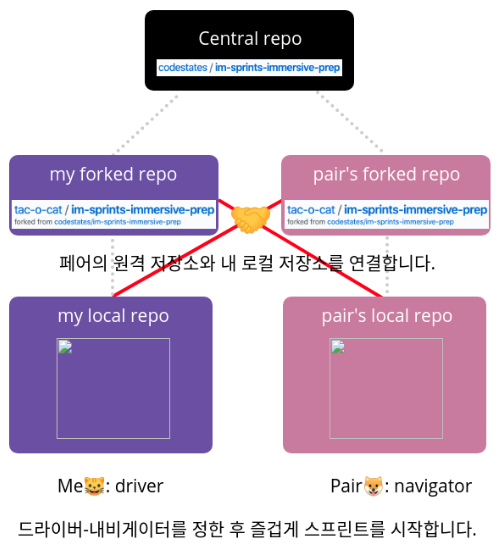 Central repo
codestates / im-sprints-immersive-prep
my forked repo
tac-o-cat / im-sprints-immersive-prep
forked from codestates/im-sprints-immersive-prep
pair's forked repo
tac-o-cat / im-sprints-immersive-prep
forked from codestates/im-sprints-immersive-prep
페어의 원격 저장소와 내 로컬 저장소를 연결합니다.
my local repo
pair's local repo
Me😺: driver
Pair🐶: navigator
드라이버-내비게이터를 정한 후 즐겁게 스프린트를 시작합니다.